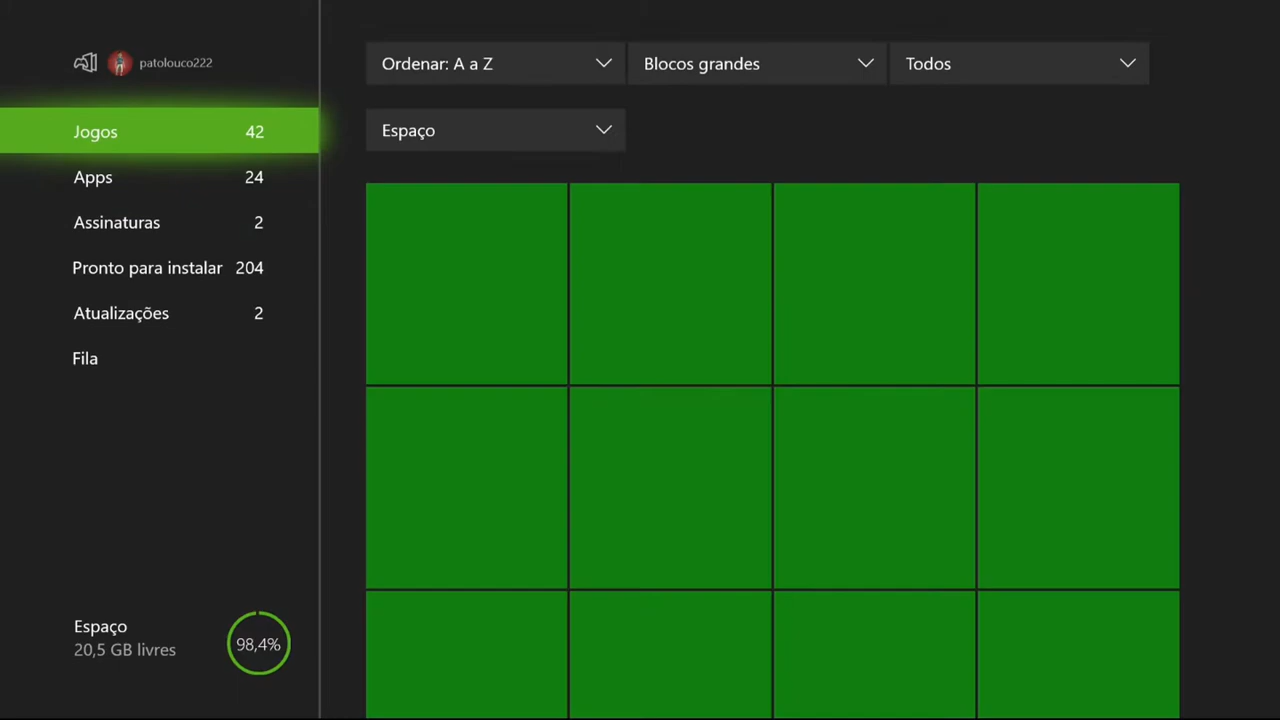 patolouco222
Jogos 42
Apps 24
Assinaturas 2
Pronto para instalar 204
Atualizações 2
Fila
Espaço
20,5 GB livres
98,4%
Ordenar: A a Z
Blocos grandes
Todos
Espaço